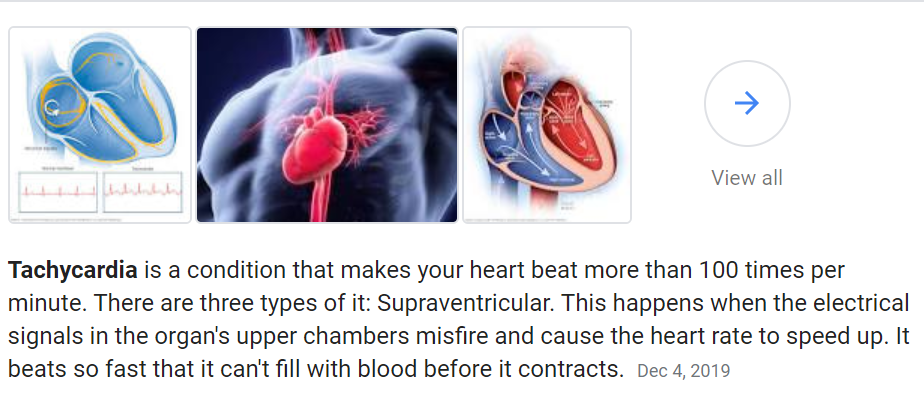 View all
Tachycardia is a condition that makes your heart beat more than 100 times per
minute. There are three types of it: Supraventricular. This happens when the electrical
signals in the organ's upper chambers misfire and cause the heart rate to speed up. It
beats so fast that it can't fill with blood before it contracts. Dec 4, 2019